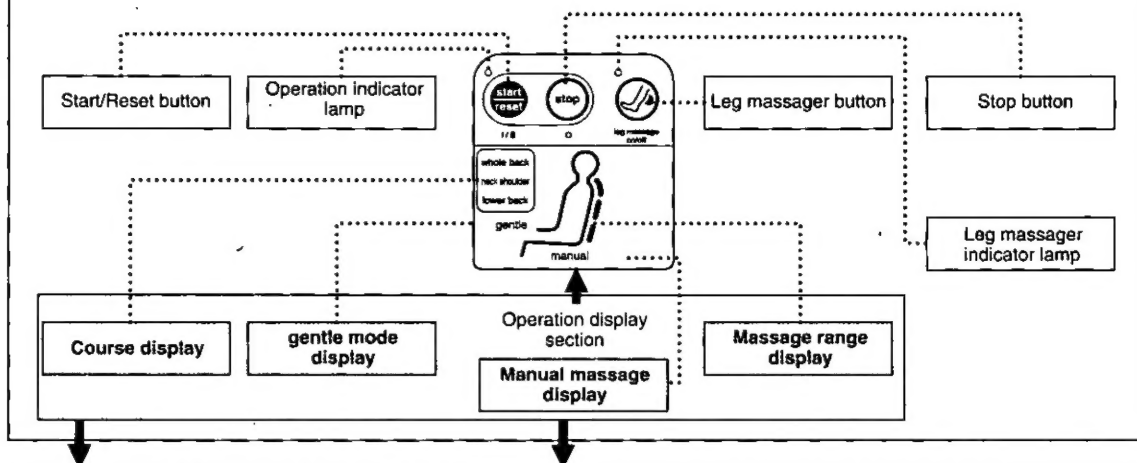 start
reset
stop
I / 8
O
leg massage
on/off
Start/Reset button
Operation indicator
lamp
Leg massager button
Stop button
whole back
neck shoulder
lower back
gentle
manual
Leg massager
indicator lamp
Operation display
section
Course display
gentle mode
display
Manual massage
display
Massage range
display